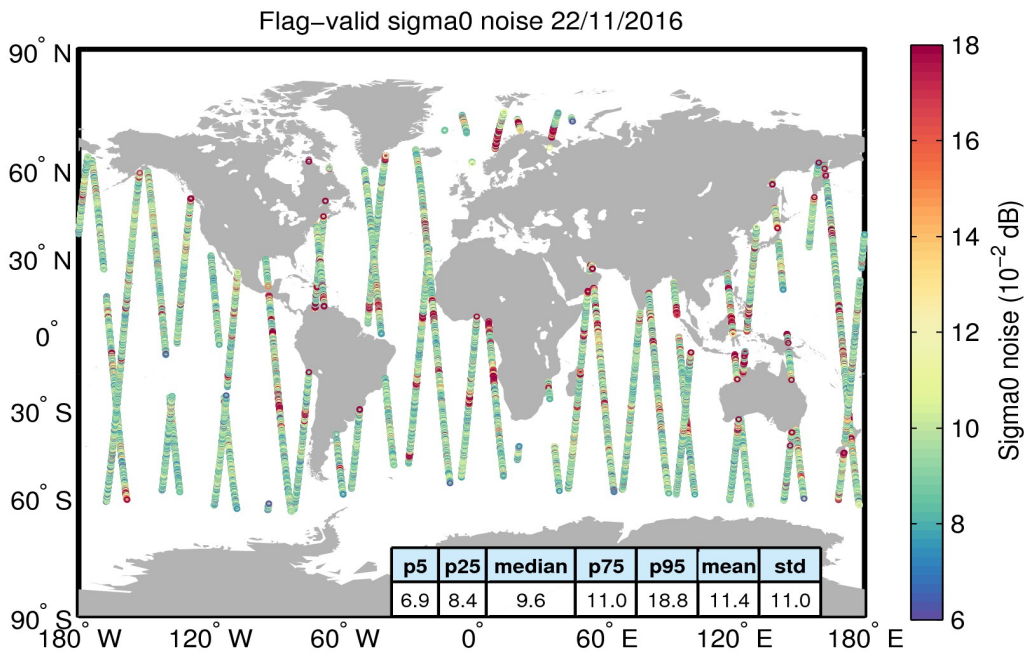 Flag−valid sigma0 noise 22/11/2016
90° N
60° N
30° N
0°
30° S
60° S
90° S
180° W
120° W
60° W
0°
60° E
120° E
180° E
p5 p25 median p75 p95 mean std
6.9 8.4 9.6 11.0 18.8 11.4 11.0
18
16
14
12
10
8
6
Sigma0 noise (10⁻² dB)